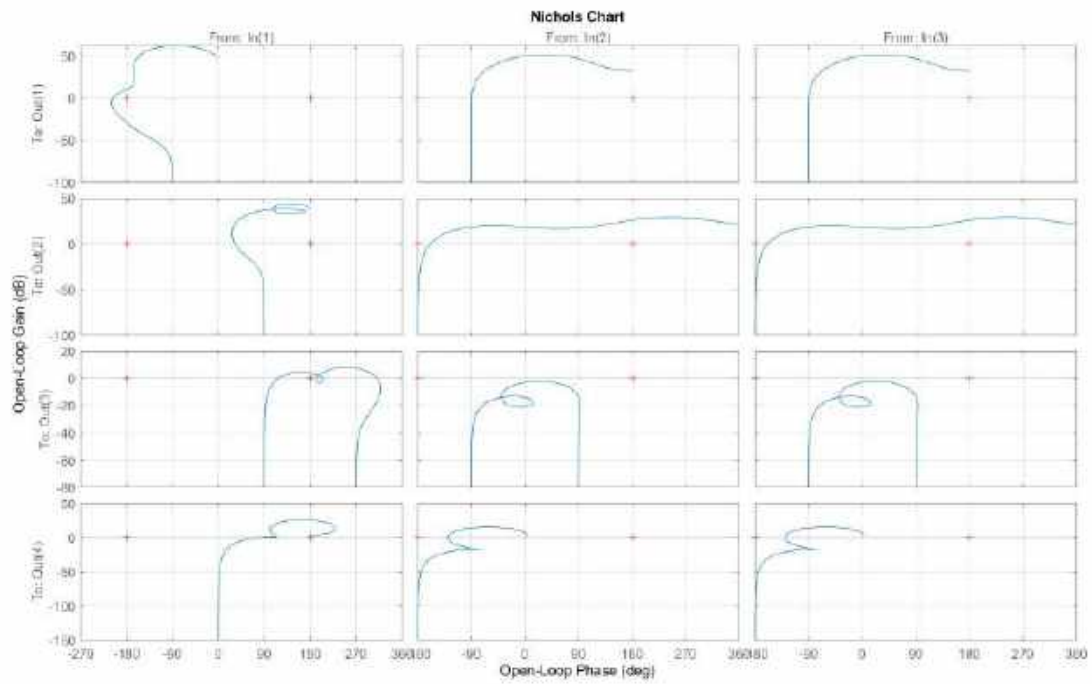 Nichols Chart
From: In(1) From: In(2) From: In(3)
Open-Loop Gain (dB)
To: Out(1)
50
0
-50
-100
To: Out(2)
50
0
-50
-100
To: Out(3)
20
0
-20
-40
-60
-80
To: Out(4)
50
0
-50
-100
-150
-270 -180 -90 0 90 180 270 360
-180 -90 0 90 180 270 360
-180 -90 0 90 180 270 360
Open-Loop Phase (deg)